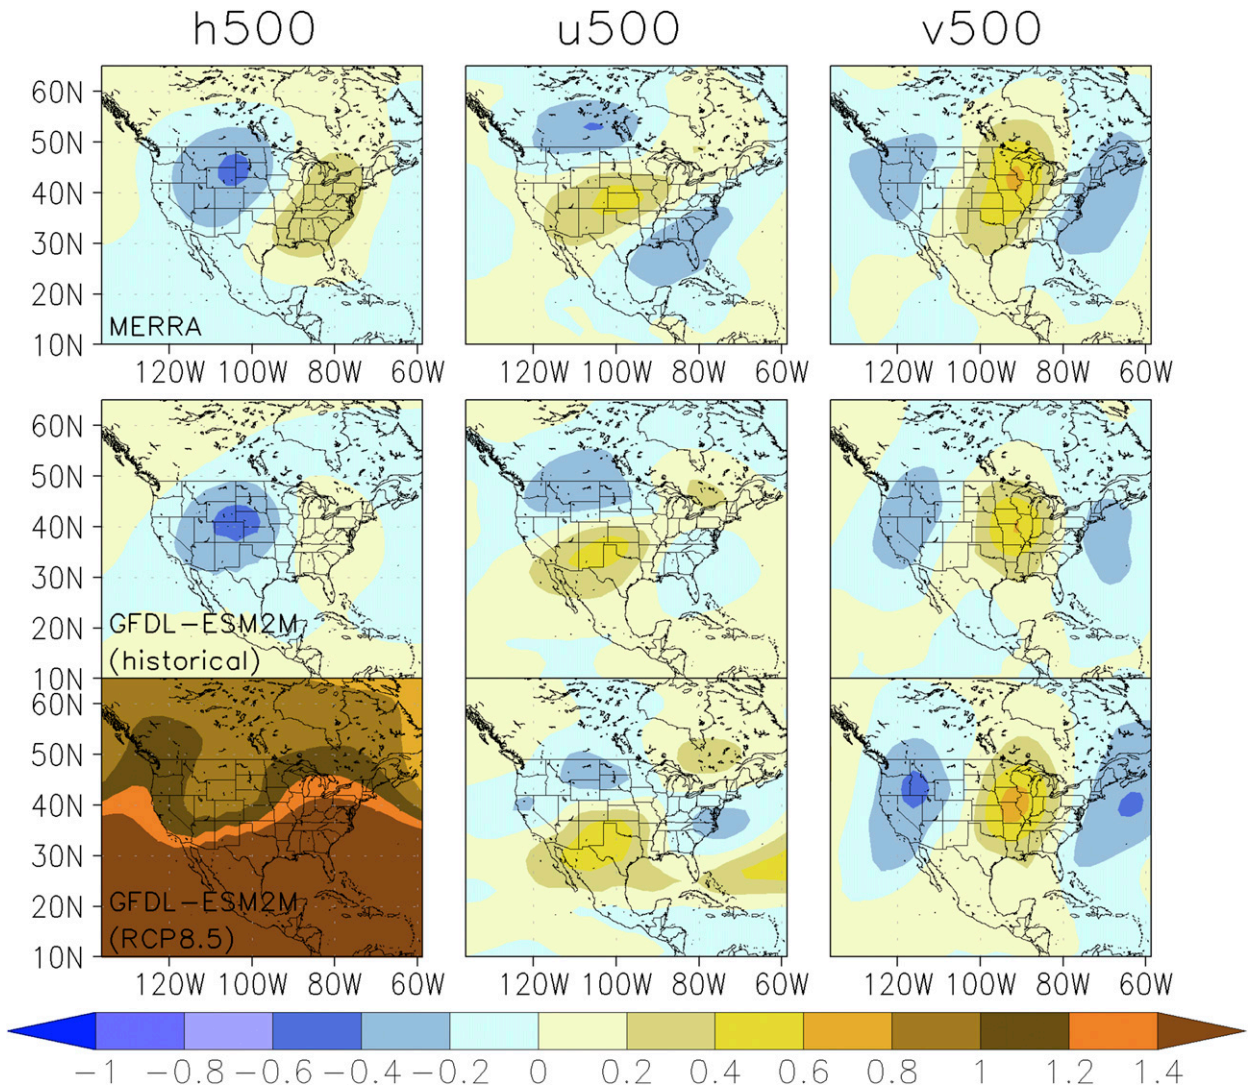 h500 u500 v500
60N
50N
40N
30N
20N
MERRA
10N
120W 100W 80W 60W 120W 100W 80W 60W 120W 100W 80W 60W
60N
50N
40N
30N
20N
GFDL-ESM2M
(historical)
10N
60N
50N
40N
30N
20N
GFDL-ESM2M
(RCP8.5)
10N
120W 100W 80W 60W 120W 100W 80W 60W 120W 100W 80W 60W
-1 -0.8 -0.6 -0.4 -0.2 0 0.2 0.4 0.6 0.8 1 1.2 1.4